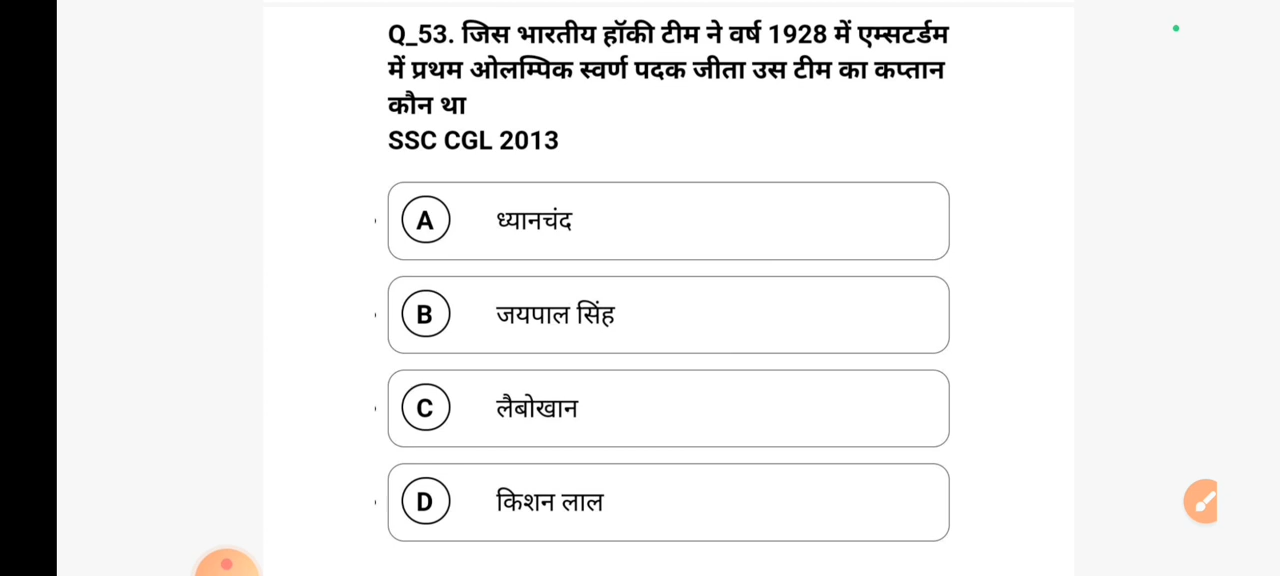 Q_53. जिस भारतीय हॉकी टीम ने वर्ष 1928 में एम्सटर्डम
में प्रथम ओलम्पिक स्वर्ण पदक जीता उस टीम का कप्तान
कौन था
SSC CGL 2013
A ध्यानचंद
B जयपाल सिंह
C लैबोखान
D किशन लाल